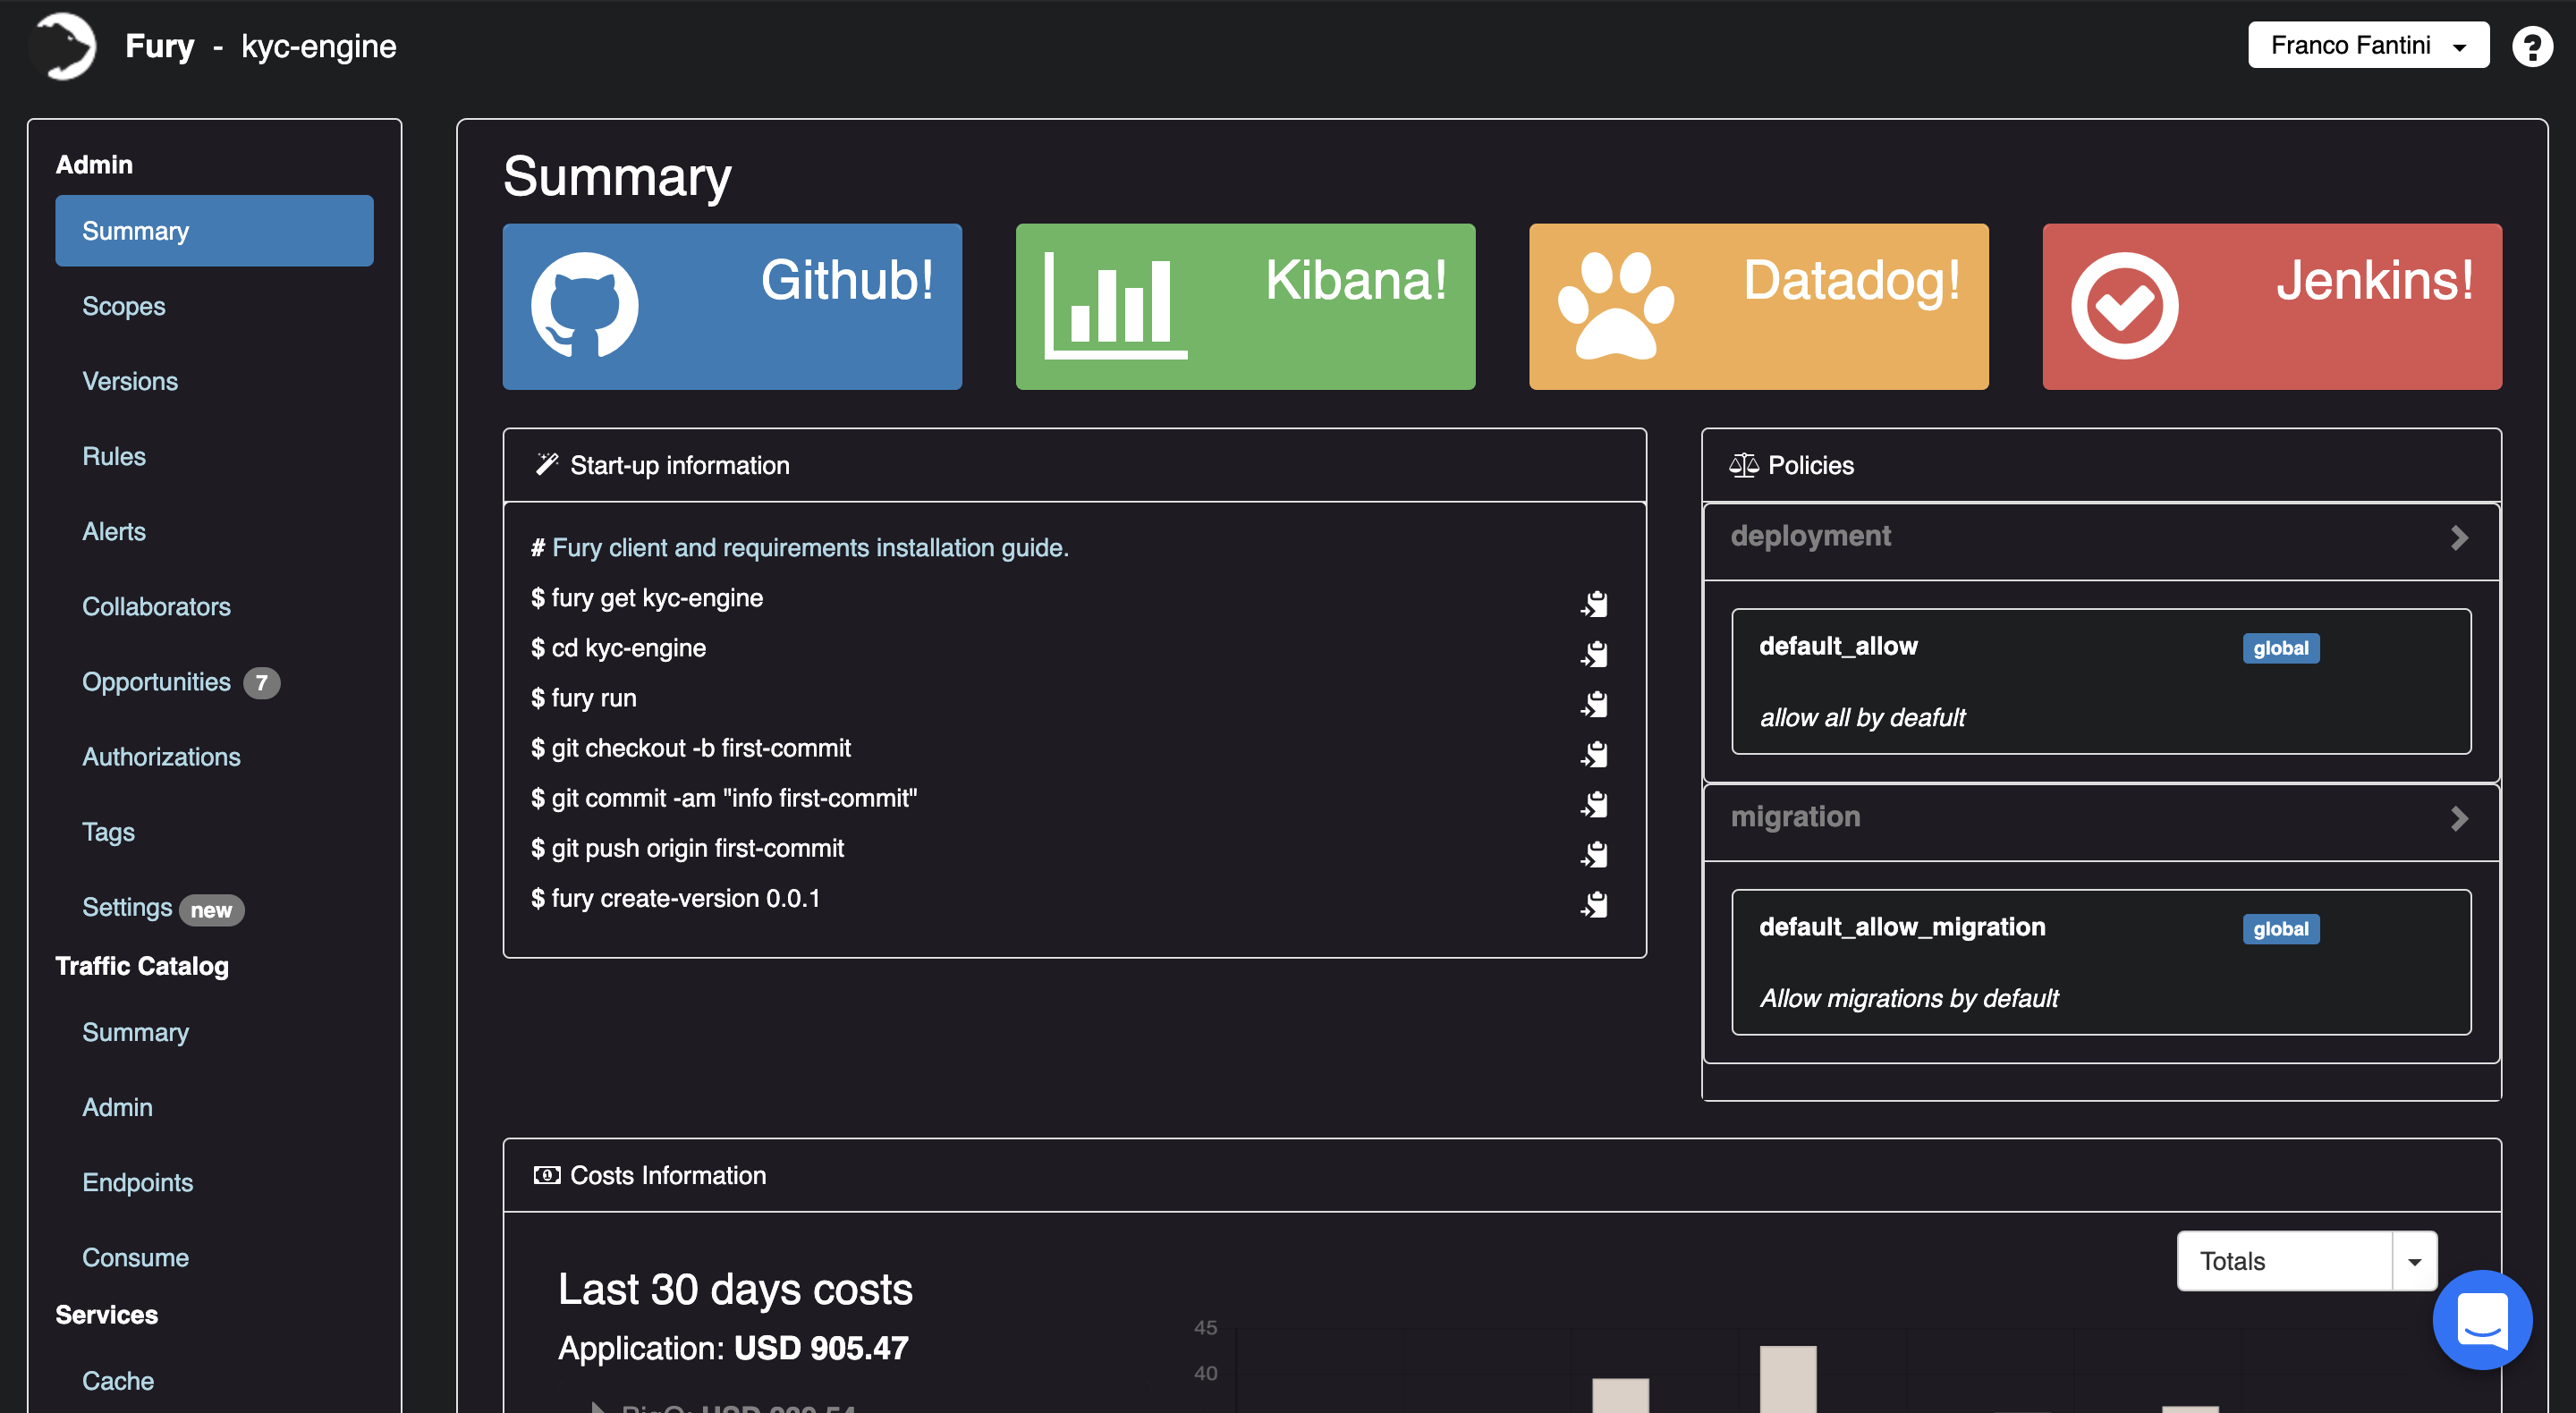 Fury - kyc-engine
Franco Fantini
?
Admin
Summary
Scopes
Versions
Rules
Alerts
Collaborators
Opportunities 7
Authorizations
Tags
Settings new
Traffic Catalog
Summary
Admin
Endpoints
Consume
Services
Cache
Summary
Github!
Kibana!
Datadog!
Jenkins!
Start-up information
# Fury client and requirements installation guide.
$ fury get kyc-engine
$ cd kyc-engine
$ fury run
$ git checkout -b first-commit
$ git commit -am "info first-commit"
$ git push origin first-commit
$ fury create-version 0.0.1
Policies
deployment
default_allow global
allow all by deafult
migration
default_allow_migration global
Allow migrations by default
Costs Information
Totals
Last 30 days costs
Application: USD 905.47
45
40